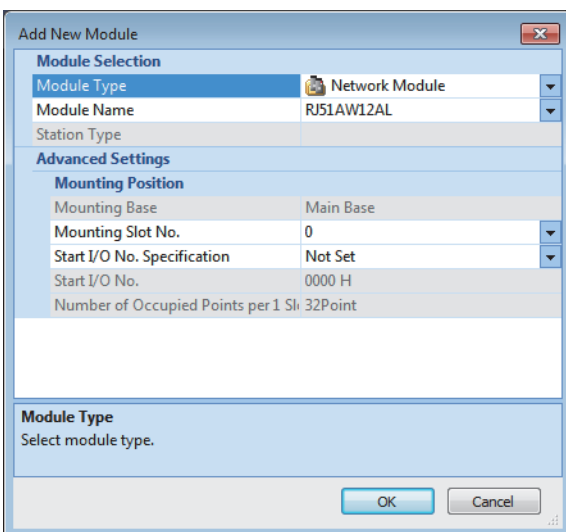 Add New Module
Module Selection
Module Type Network Module
Module Name RJ51AW12AL
Station Type
Advanced Settings
Mounting Position
Mounting Base Main Base
Mounting Slot No. 0
Start I/O No. Specification Not Set
Start I/O No. 0000 H
Number of Occupied Points per 1 Sl 32Point
Module Type
Select module type.
OK Cancel